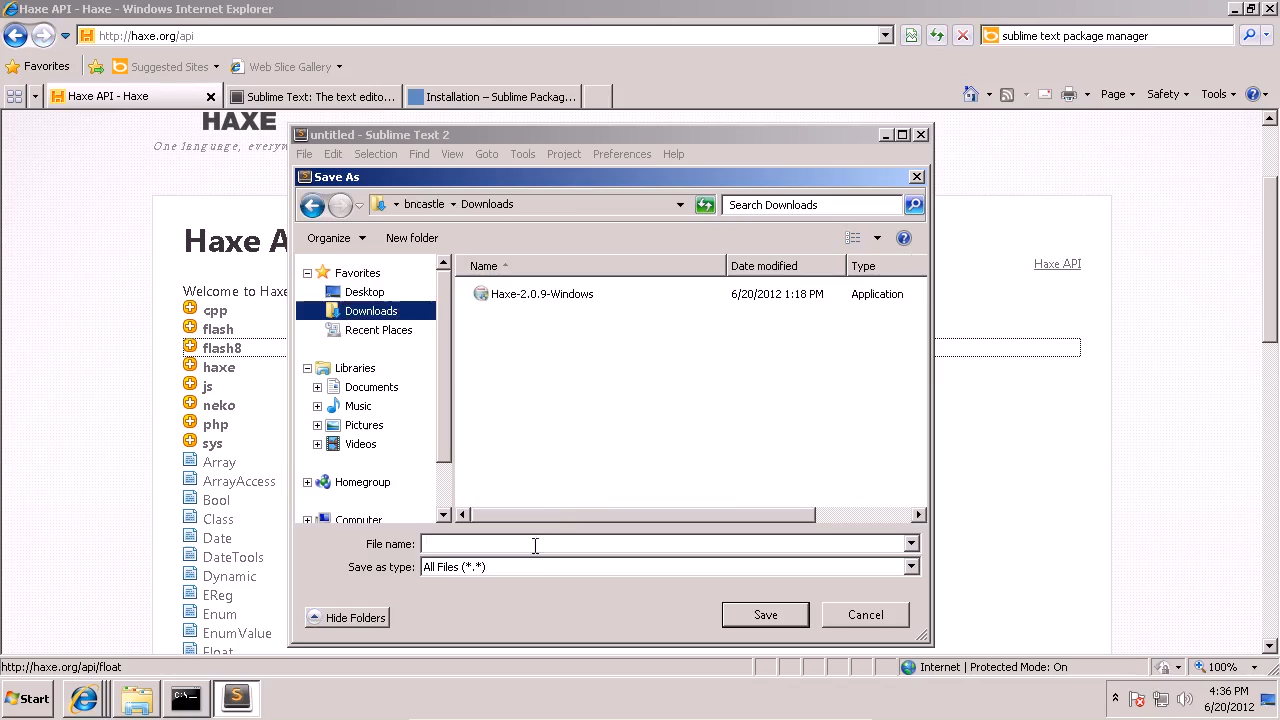 Haxe API - Haxe - Windows Internet Explorer
http://haxe.org/api
sublime text package manager
Favorites
Suggested Sites
Web Slice Gallery
Haxe API - Haxe
Sublime Text: The text edito...
Installation – Sublime Packag...
Page
Safety
Tools
HAXE
untitled - Sublime Text 2
File Edit Selection Find View Goto Tools Project Preferences Help
Save As
bncastle Downloads
Search Downloads
Organize
New folder
Name
Date modified
Type
Favorites
Desktop
Downloads
Recent Places
Libraries
Documents
Music
Pictures
Videos
Homegroup
Computer
Haxe-2.0.9-Windows
6/20/2012 1:18 PM
Application
File name:
Save as type:
All Files (*.*)
Hide Folders
Save
Cancel
One language, everyw
Haxe A
Haxe API
Welcome to Haxe
cpp
flash
flash8
haxe
js
neko
php
sys
Array
ArrayAccess
Bool
Class
Date
DateTools
Dynamic
EReg
Enum
EnumValue
Float
http://haxe.org/api/float
Internet | Protected Mode: On
100%
Start
C:\_
4:36 PM
6/20/2012